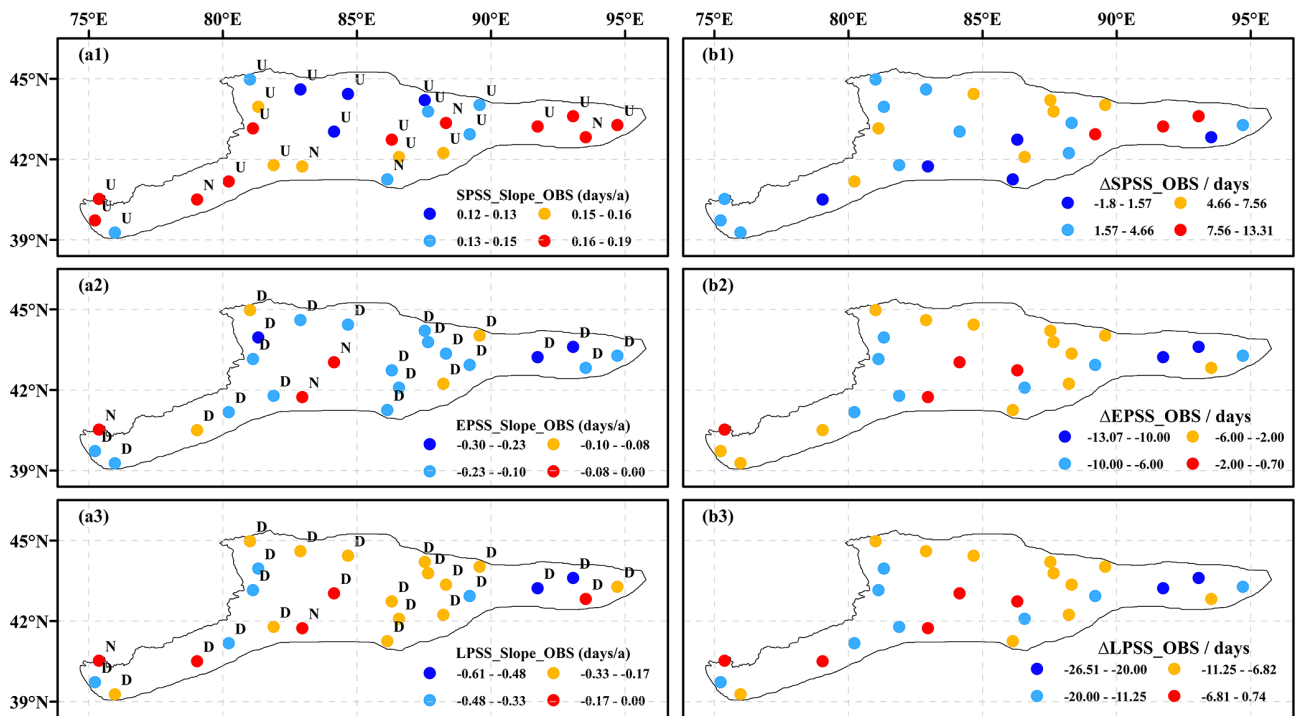 75°E 80°E 85°E 90°E 95°E 75°E 80°E 85°E 90°E 95°E
(a1)
45°N
42°N
39°N
U U U U U U U N U U U U N U U U U U N N U N U U U
SPSS_Slope_OBS (days/a)
0.12 - 0.13 0.15 - 0.16
0.13 - 0.15 0.16 - 0.19
(b1)
ΔSPSS_OBS / days
-1.8 - 1.57 4.66 - 7.56
1.57 - 4.66 7.56 - 13.31
(a2)
45°N
42°N
39°N
D D D D D D D D D D D D D N D D D D D N D D N D D
EPSS_Slope_OBS (days/a)
-0.30 - -0.23 -0.10 - -0.08
-0.23 - -0.10 -0.08 - 0.00
(b2)
ΔEPSS_OBS / days
-13.07 - -10.00 -6.00 - -2.00
-10.00 - -6.00 -2.00 - -0.70
(a3)
45°N
42°N
39°N
D D D D D D D D D D D D D D D D D D D N D D N D D
LPSS_Slope_OBS (days/a)
-0.61 - -0.48 -0.33 - -0.17
-0.48 - -0.33 -0.17 - 0.00
(b3)
ΔLPSS_OBS / days
-26.51 - -20.00 -11.25 - -6.82
-20.00 - -11.25 -6.81 - 0.74